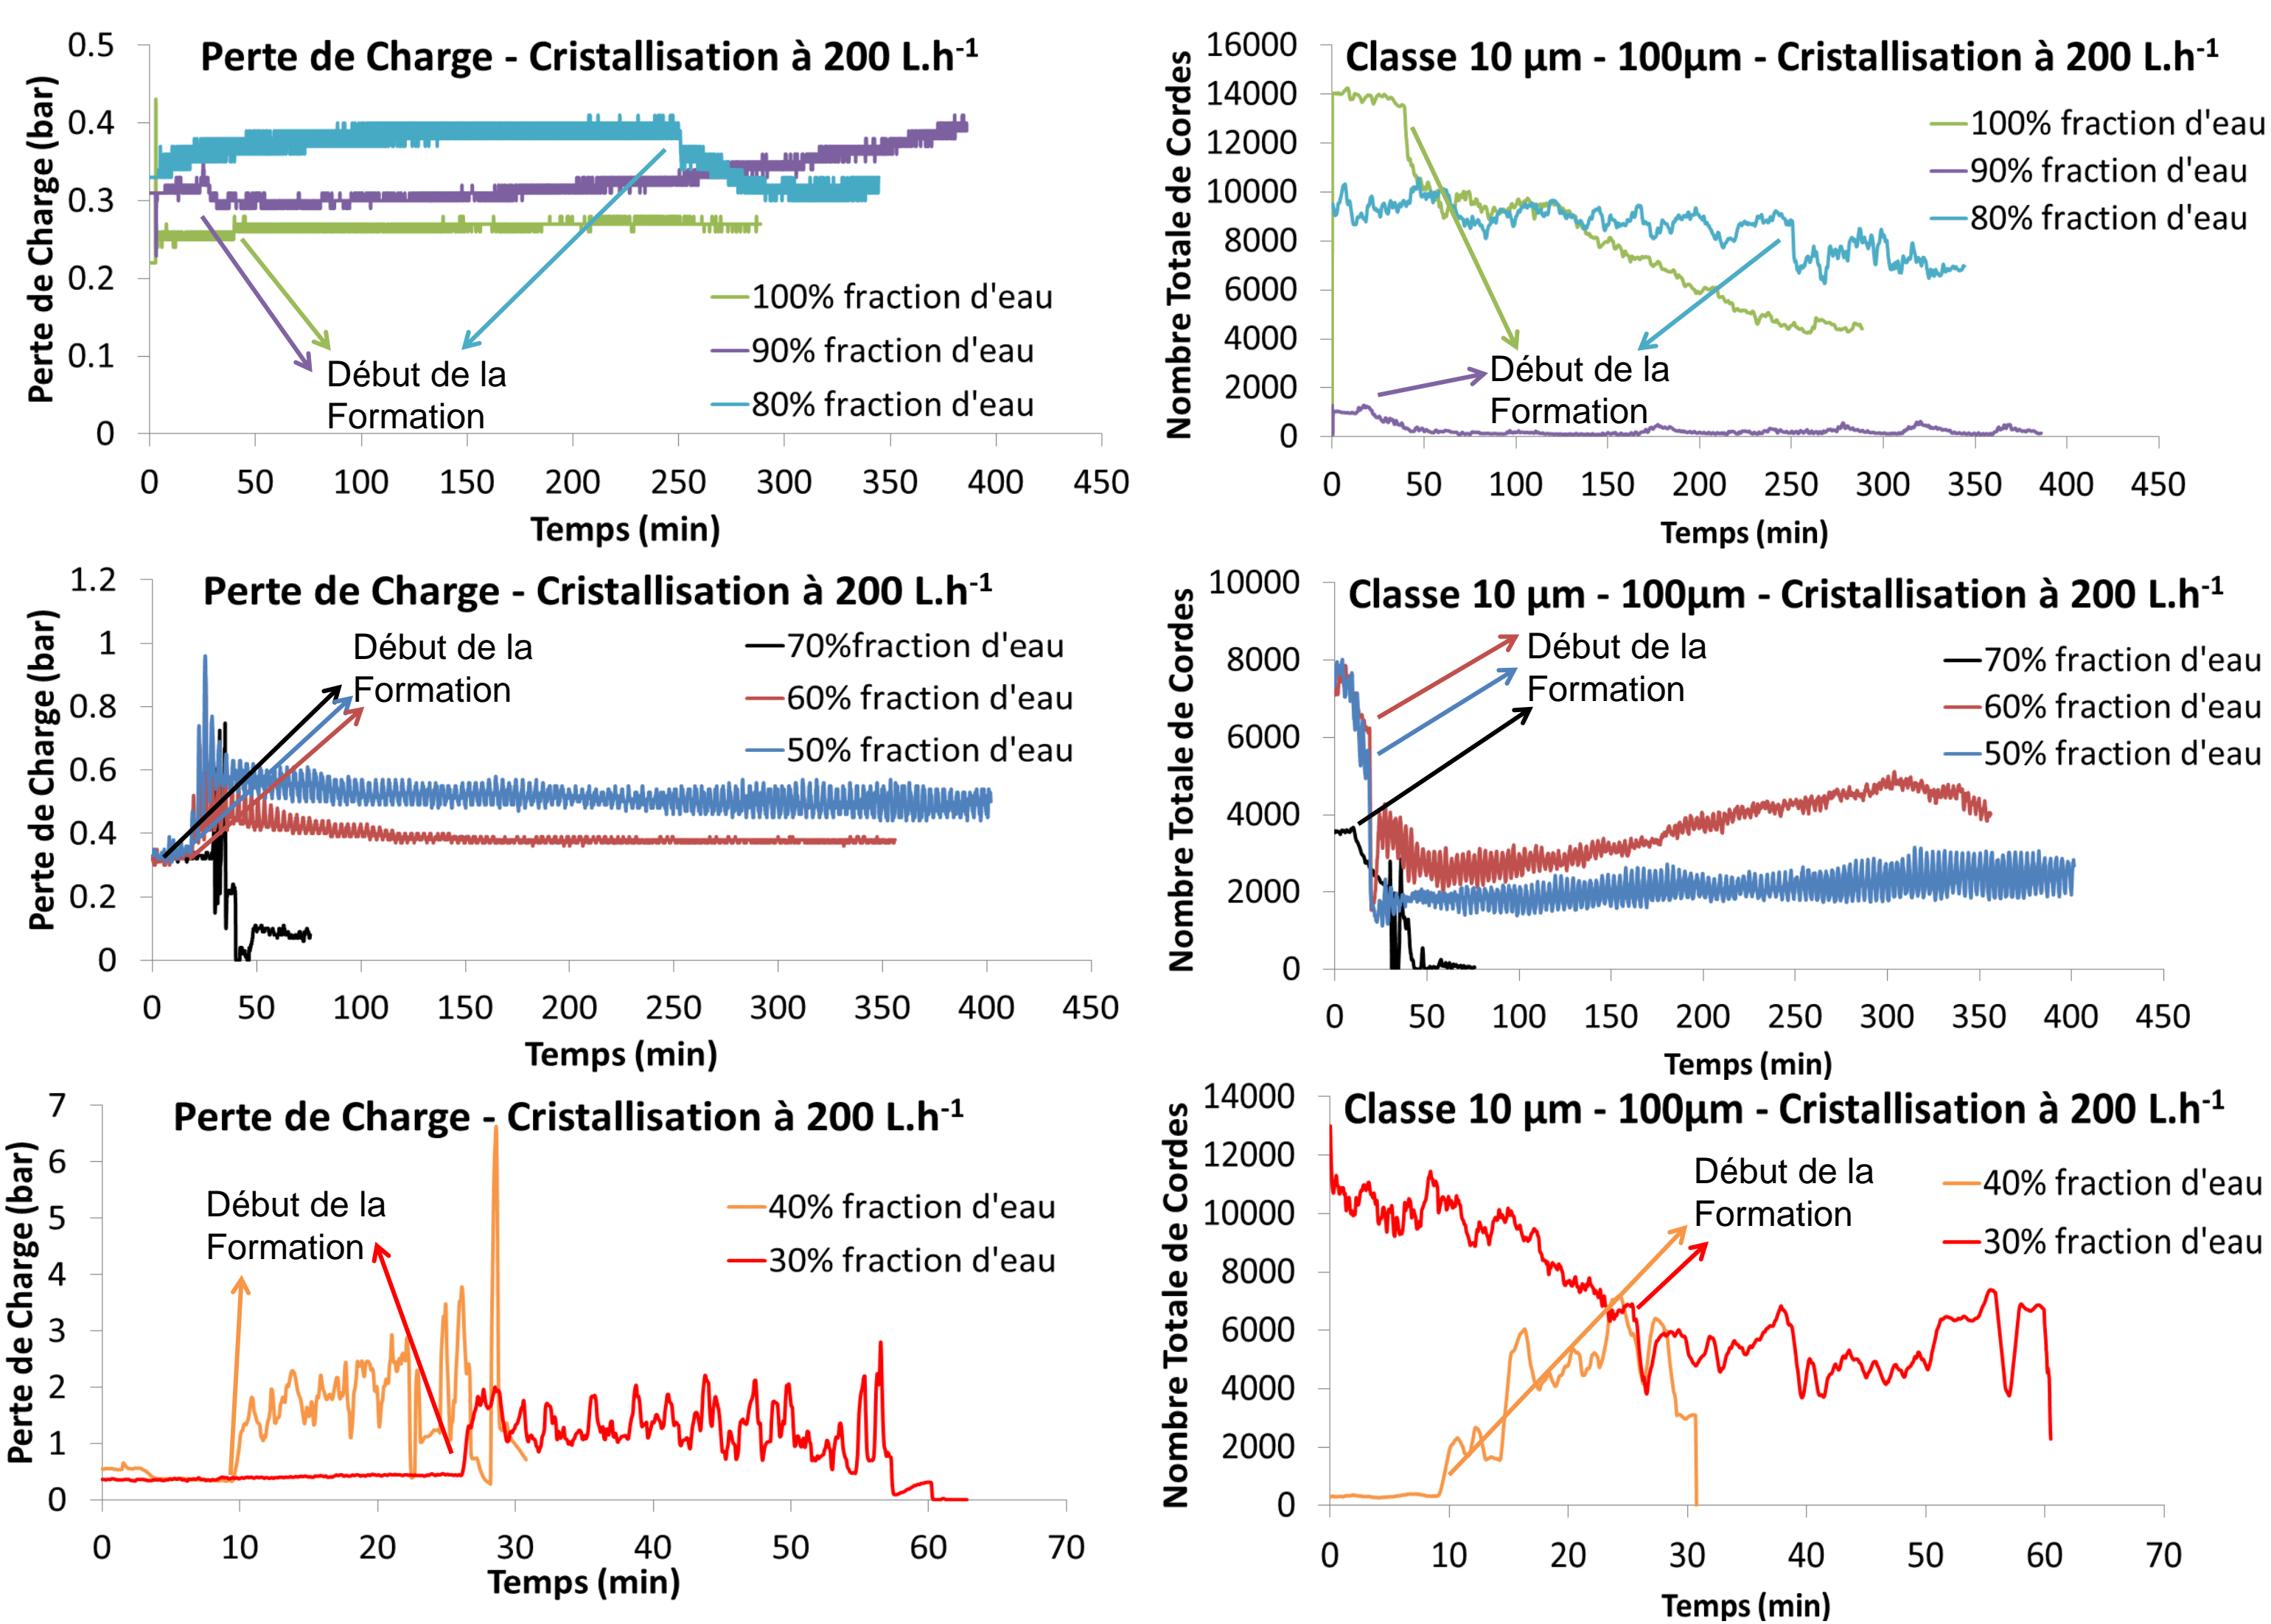 Perte de Charge - Cristallisation à 200 L.h-1
Perte de Charge (bar)
0.5
0.4
0.3
0.2
0.1
0
100% fraction d'eau
90% fraction d'eau
80% fraction d'eau
Début de la
Formation
0 50 100 150 200 250 300 350 400 450
Temps (min)
Classe 10 µm - 100µm - Cristallisation à 200 L.h-1
Nombre Totale de Cordes
16000
14000
12000
10000
8000
6000
4000
2000
0
100% fraction d'eau
90% fraction d'eau
80% fraction d'eau
Début de la
Formation
0 50 100 150 200 250 300 350 400 450
Temps (min)
Perte de Charge - Cristallisation à 200 L.h-1
Perte de Charge (bar)
1.2
1
0.8
0.6
0.4
0.2
0
Début de la
Formation
70%fraction d'eau
60% fraction d'eau
50% fraction d'eau
0 50 100 150 200 250 300 350 400 450
Temps (min)
Classe 10 µm - 100µm - Cristallisation à 200 L.h-1
Nombre Totale de Cordes
10000
8000
6000
4000
2000
0
Début de la
Formation
70% fraction d'eau
60% fraction d'eau
50% fraction d'eau
0 50 100 150 200 250 300 350 400 450
Temps (min)
Perte de Charge - Cristallisation à 200 L.h-1
Perte de Charge (bar)
7
6
5
4
3
2
1
0
Début de la
Formation
40% fraction d'eau
30% fraction d'eau
0 10 20 30 40 50 60 70
Temps (min)
Classe 10 µm - 100µm - Cristallisation à 200 L.h-1
Nombre Totale de Cordes
14000
12000
10000
8000
6000
4000
2000
0
Début de la
Formation
40% fraction d'eau
30% fraction d'eau
0 10 20 30 40 50 60 70
Temps (min)